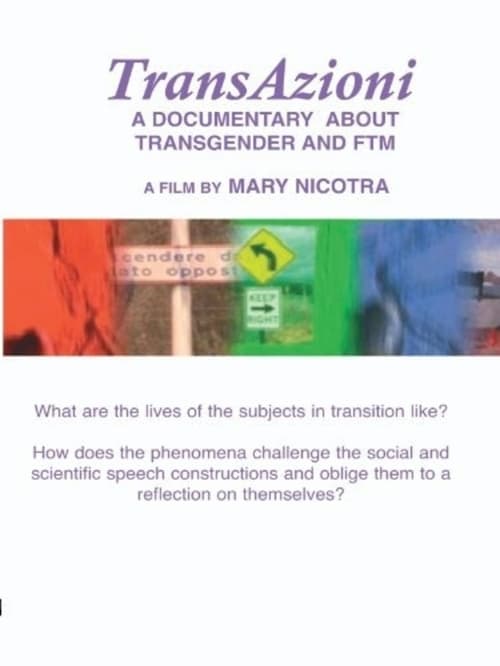 TransAzioni
A DOCUMENTARY ABOUT
TRANSGENDER AND FTM
A FILM BY MARY NICOTRA
cendere d
ato oppost
KEEP
RIGHT
What are the lives of the subjects in transition like?
How does the phenomena challenge the social and
scientific speech constructions and oblige them to a
reflection on themselves?